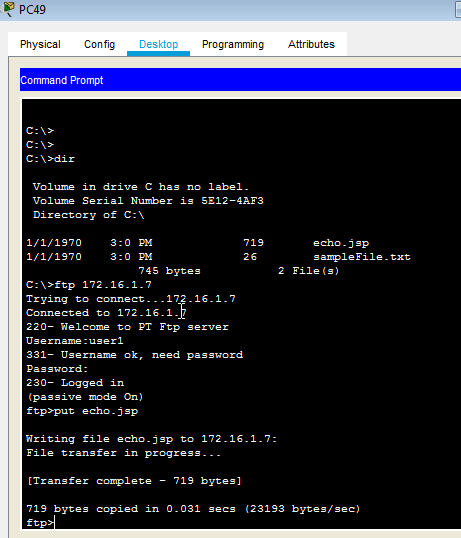 PC49
Physical Config Desktop Programming Attributes
Command Prompt
C:\>
C:\>
C:\>dir
Volume in drive C has no label.
Volume Serial Number is 5E12-4AF3
Directory of C:\
1/1/1970 3:0 PM 719 echo.jsp
1/1/1970 3:0 PM 26 sampleFile.txt
745 bytes 2 File(s)
C:\>ftp 172.16.1.7
Trying to connect...172.16.1.7
Connected to 172.16.1.7
220- Welcome to PT Ftp server
Username:user1
331- Username ok, need password
Password:
230- Logged in
(passive mode On)
ftp>put echo.jsp
Writing file echo.jsp to 172.16.1.7:
File transfer in progress...
[Transfer complete - 719 bytes]
719 bytes copied in 0.031 secs (23193 bytes/sec)
ftp>